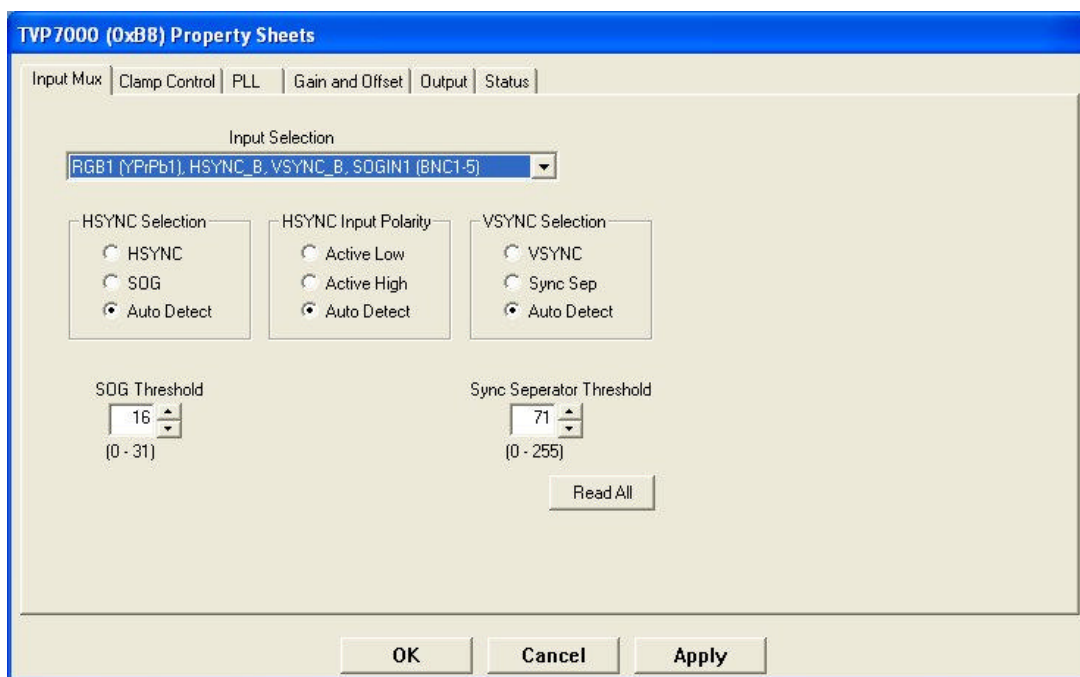 TVP7000 (0xB8) Property Sheets
Input Mux Clamp Control PLL Gain and Offset Output Status
Input Selection
RGB1 (YPrPb1), HSYNC_B, VSYNC_B, SOGIN1 (BNC1-5)
HSYNC Selection
HSYNC
SOG
Auto Detect
HSYNC Input Polarity
Active Low
Active High
Auto Detect
VSYNC Selection
VSYNC
Sync Sep
Auto Detect
SOG Threshold
16
(0 - 31)
Sync Seperator Threshold
71
(0 - 255)
Read All
OK Cancel Apply